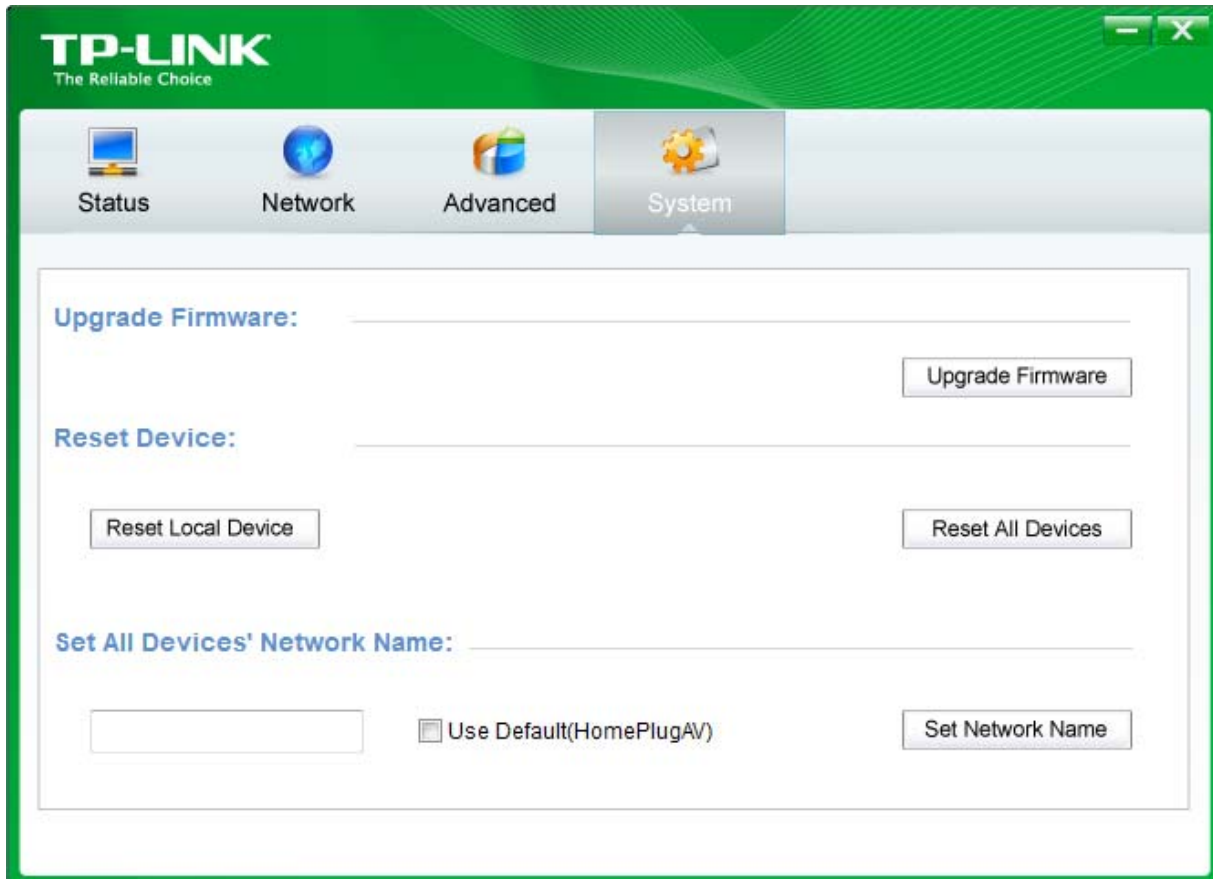 TP-LINK
The Reliable Choice
Status Network Advanced System
Upgrade Firmware:
Upgrade Firmware
Reset Device:
Reset Local Device Reset All Devices
Set All Devices' Network Name:
Use Default(HomePlugAV) Set Network Name